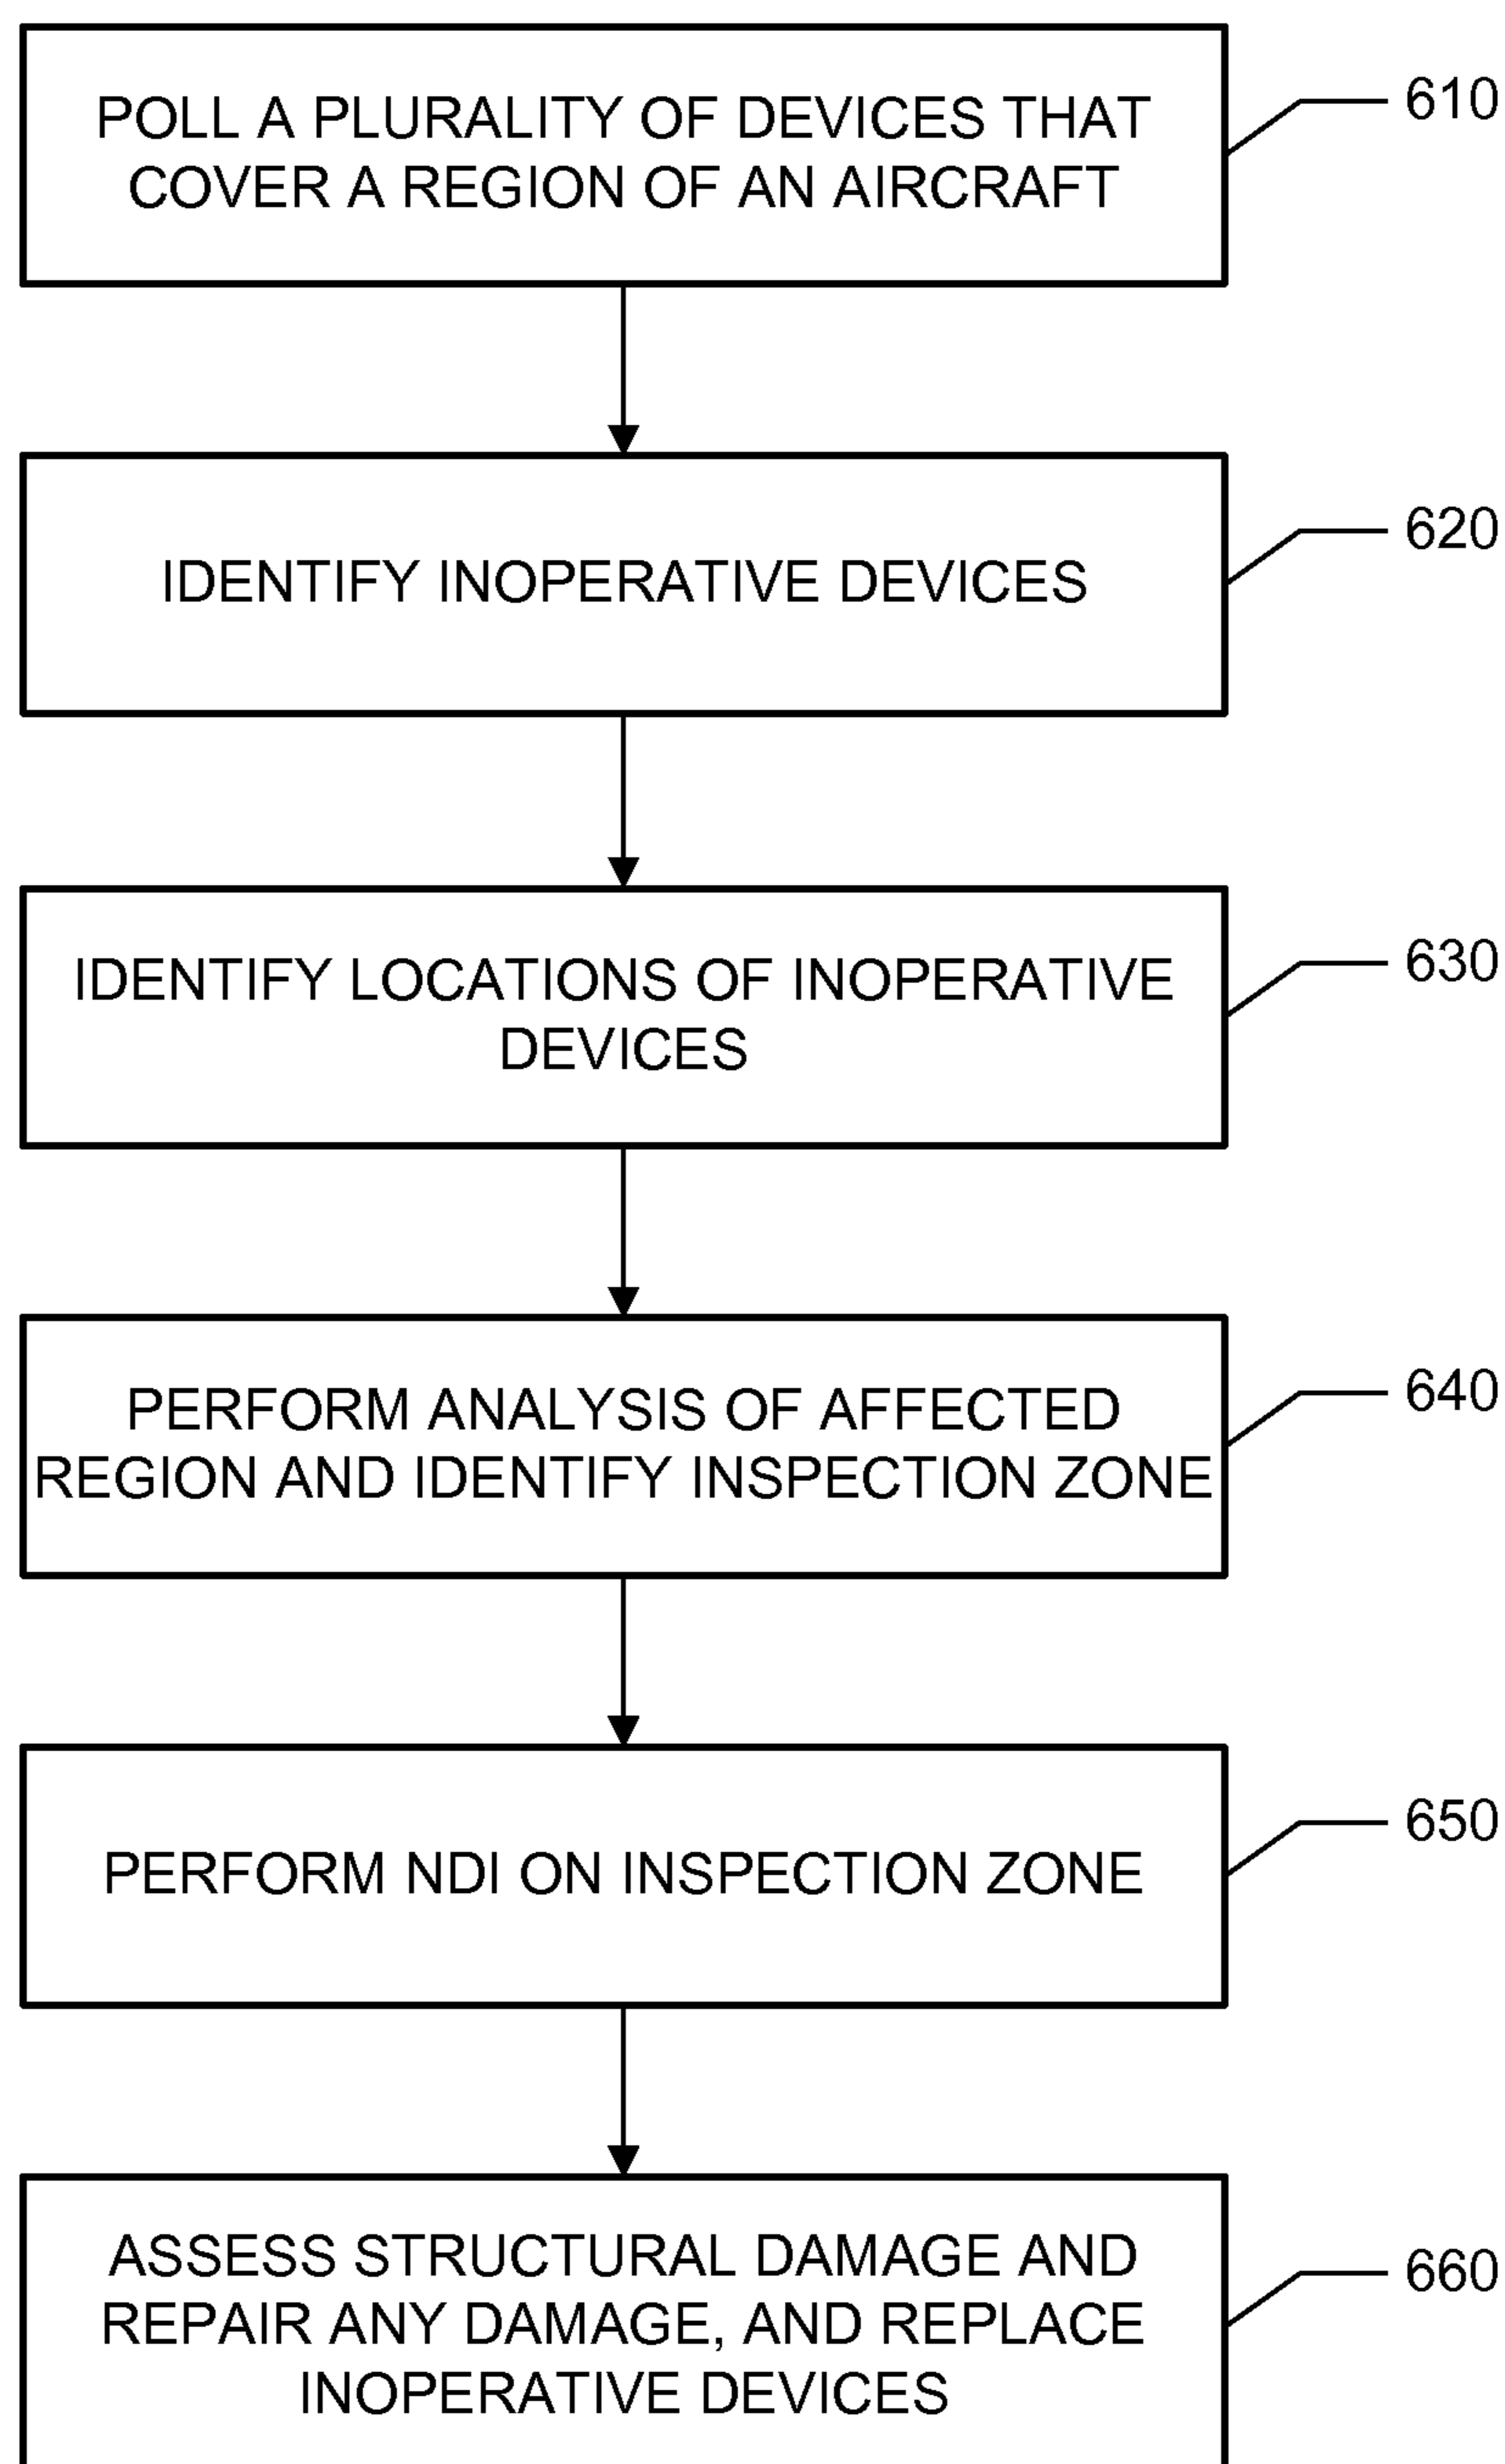 POLL A PLURALITY OF DEVICES THAT
COVER A REGION OF AN AIRCRAFT
610
IDENTIFY INOPERATIVE DEVICES
620
IDENTIFY LOCATIONS OF INOPERATIVE
DEVICES
630
PERFORM ANALYSIS OF AFFECTED
REGION AND IDENTIFY INSPECTION ZONE
640
PERFORM NDI ON INSPECTION ZONE
650
ASSESS STRUCTURAL DAMAGE AND
REPAIR ANY DAMAGE, AND REPLACE
INOPERATIVE DEVICES
660